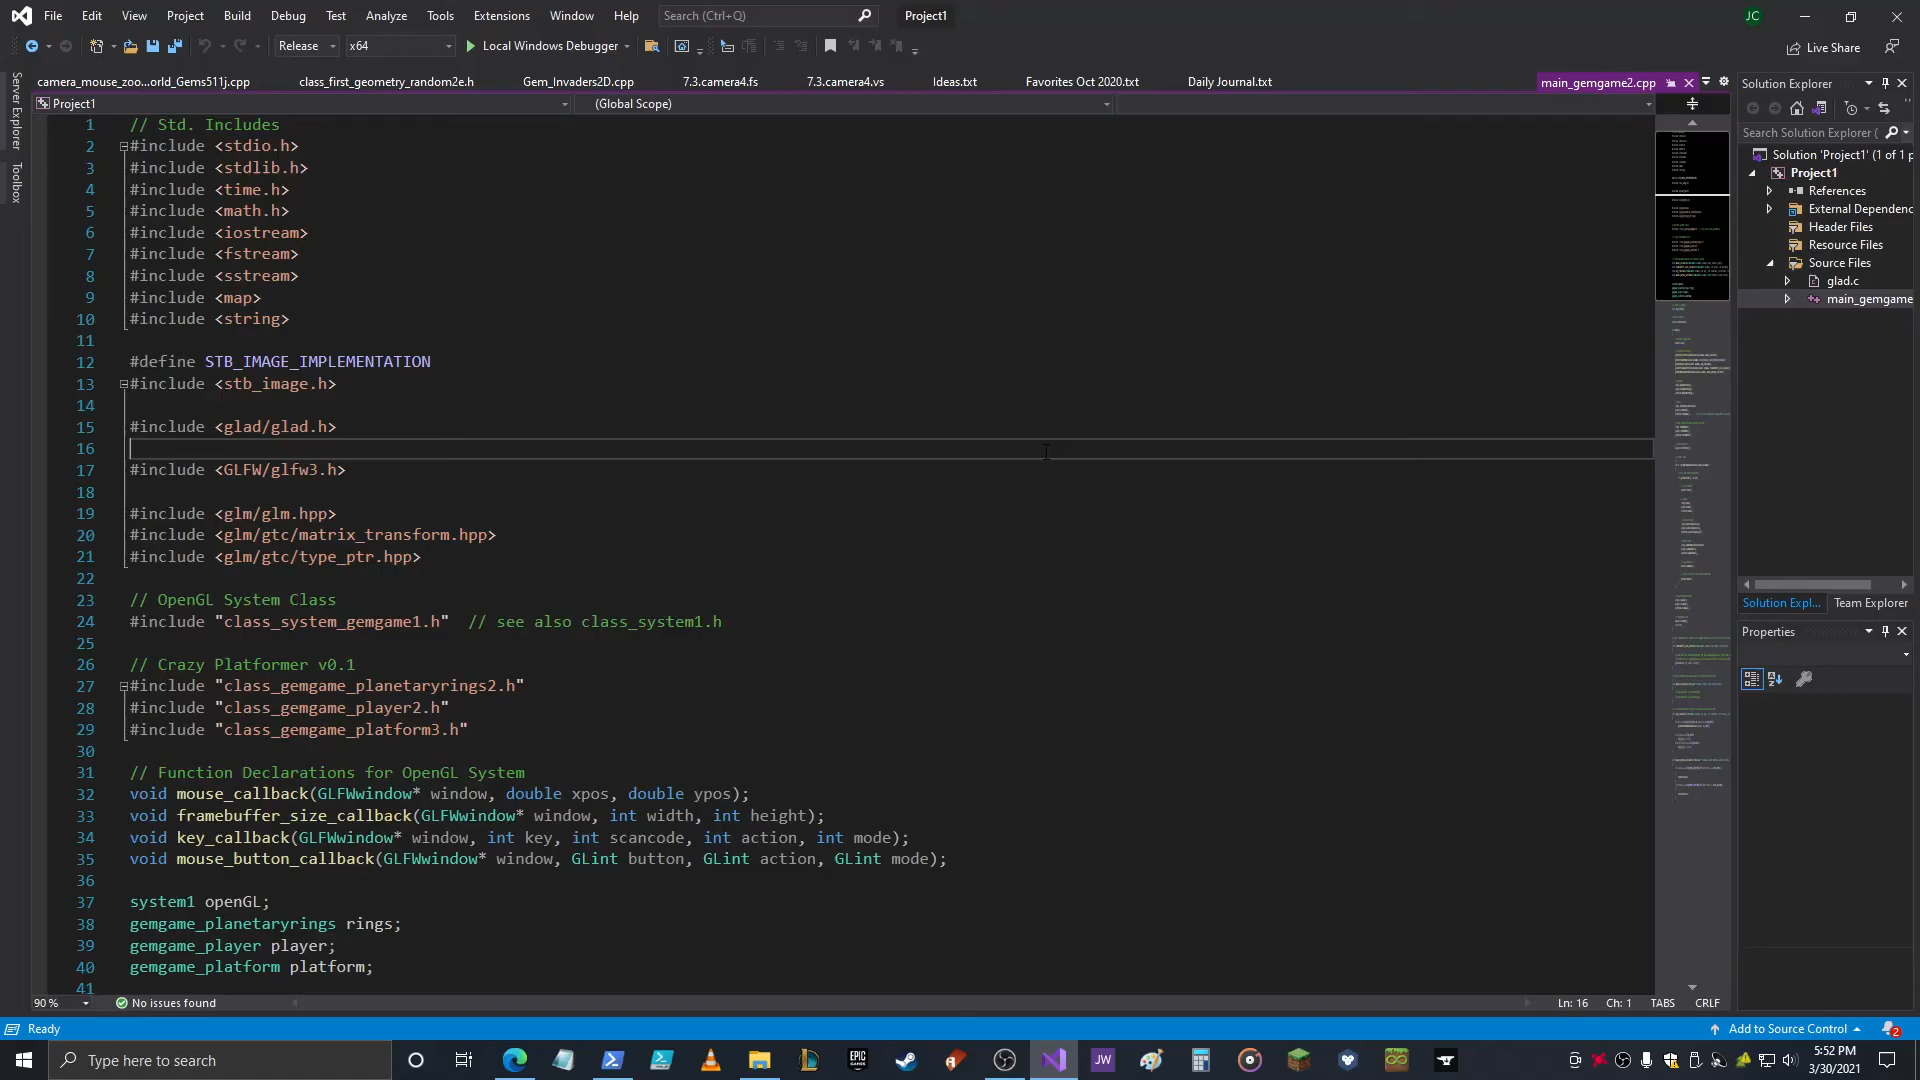 File Edit View Project Build Debug Test Analyze Tools Extensions Window Help Search (Ctrl+Q) Project1 JC
Release x64 Local Windows Debugger Live Share
camera_mouse_zoo...orld_Gems511j.cpp class_first_geometry_random2e.h Gem_Invaders2D.cpp 7.3.camera4.fs 7.3.camera4.vs Ideas.txt Favorites Oct 2020.txt Daily Journal.txt main_gemgame2.cpp
Project1 (Global Scope)
Server Explorer
Toolbox
1 // Std. Includes
2 #include <stdio.h>
3 #include <stdlib.h>
4 #include <time.h>
5 #include <math.h>
6 #include <iostream>
7 #include <fstream>
8 #include <sstream>
9 #include <map>
10 #include <string>
11
12 #define STB_IMAGE_IMPLEMENTATION
13 #include <stb_image.h>
14
15 #include <glad/glad.h>
16
17 #include <GLFW/glfw3.h>
18
19 #include <glm/glm.hpp>
20 #include <glm/gtc/matrix_transform.hpp>
21 #include <glm/gtc/type_ptr.hpp>
22
23 // OpenGL System Class
24 #include "class_system_gemgame1.h" // see also class_system1.h
25
26 // Crazy Platformer v0.1
27 #include "class_gemgame_planetaryrings2.h"
28 #include "class_gemgame_player2.h"
29 #include "class_gemgame_platform3.h"
30
31 // Function Declarations for OpenGL System
32 void mouse_callback(GLFWwindow* window, double xpos, double ypos);
33 void framebuffer_size_callback(GLFWwindow* window, int width, int height);
34 void key_callback(GLFWwindow* window, int key, int scancode, int action, int mode);
35 void mouse_button_callback(GLFWwindow* window, GLint button, GLint action, GLint mode);
36
37 system1 openGL;
38 gemgame_planetaryrings rings;
39 gemgame_player player;
40 gemgame_platform platform;
41
90 % No issues found Ln: 16 Ch: 1 TABS CRLF
Solution Explorer
Search Solution Explorer (
Solution 'Project1' (1 of 1 p
Project1
References
External Dependenc
Header Files
Resource Files
Source Files
glad.c
main_gemgame
Solution Expl... Team Explorer
Properties
Ready Add to Source Control 2
Type here to search EPIC GAMES JW 5:52 PM
3/30/2021